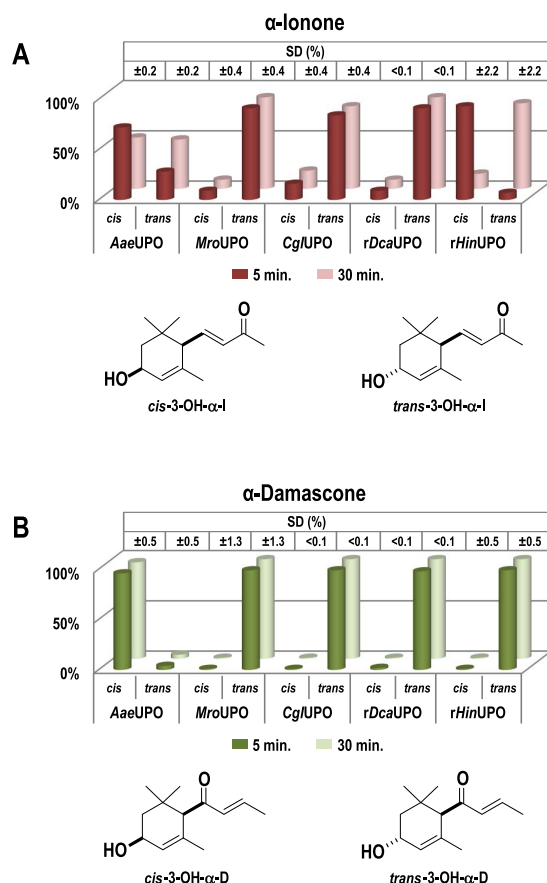 α-Ionone
A
SD (%)
±0.2 ±0.2 ±0.4 ±0.4 ±0.4 ±0.4 <0.1 <0.1 ±2.2 ±2.2
100%
50%
0%
cis trans cis trans cis trans cis trans cis trans
AaeUPO MroUPO CglUPO rDcaUPO rHinUPO
5 min. 30 min.
O
HO
cis-3-OH-α-I
O
HO
trans-3-OH-α-I
α-Damascone
B
SD (%)
±0.5 ±0.5 ±1.3 ±1.3 <0.1 <0.1 <0.1 <0.1 ±0.5 ±0.5
100%
50%
0%
cis trans cis trans cis trans cis trans cis trans
AaeUPO MroUPO CglUPO rDcaUPO rHinUPO
5 min. 30 min.
O
HO
cis-3-OH-α-D
O
HO
trans-3-OH-α-D